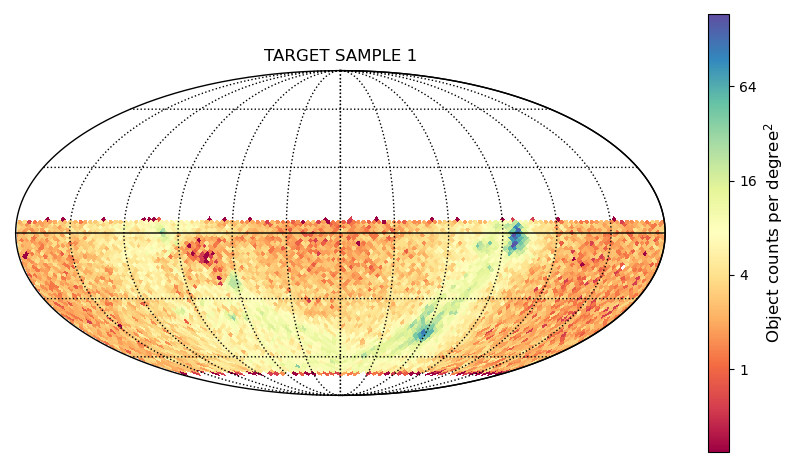 TARGET SAMPLE 1
64
16
4
1
Object counts per degree²